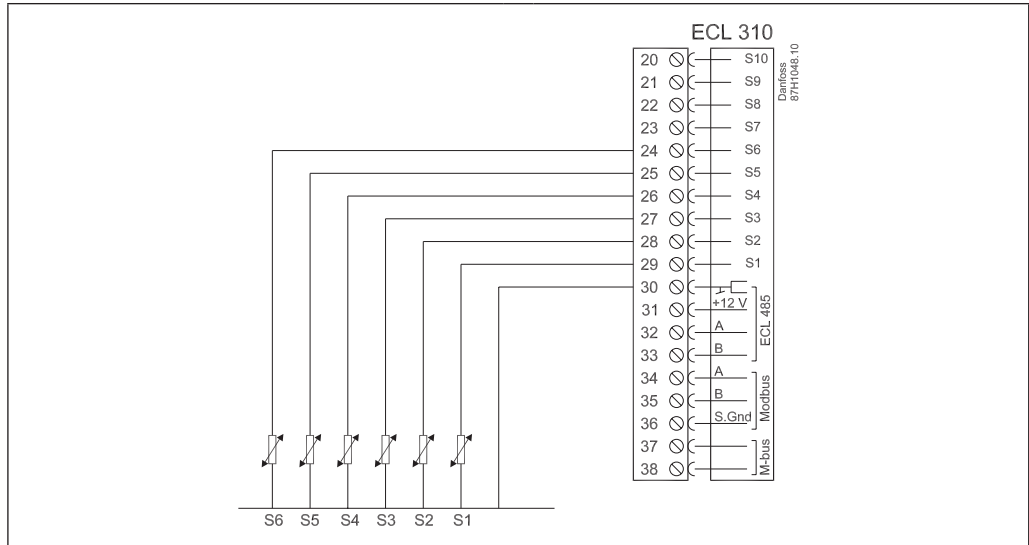 ECL 310
20 S10
21 S9
22 S8
23 S7
24 S6
25 S5
26 S4
27 S3
28 S2
29 S1
30
31 +12 V
32 A
33 B
34 A
35 B
36 S.Gnd
37
38
ECL 485
Modbus
M-bus
Danfoss
87H1048.10
S6 S5 S4 S3 S2 S1